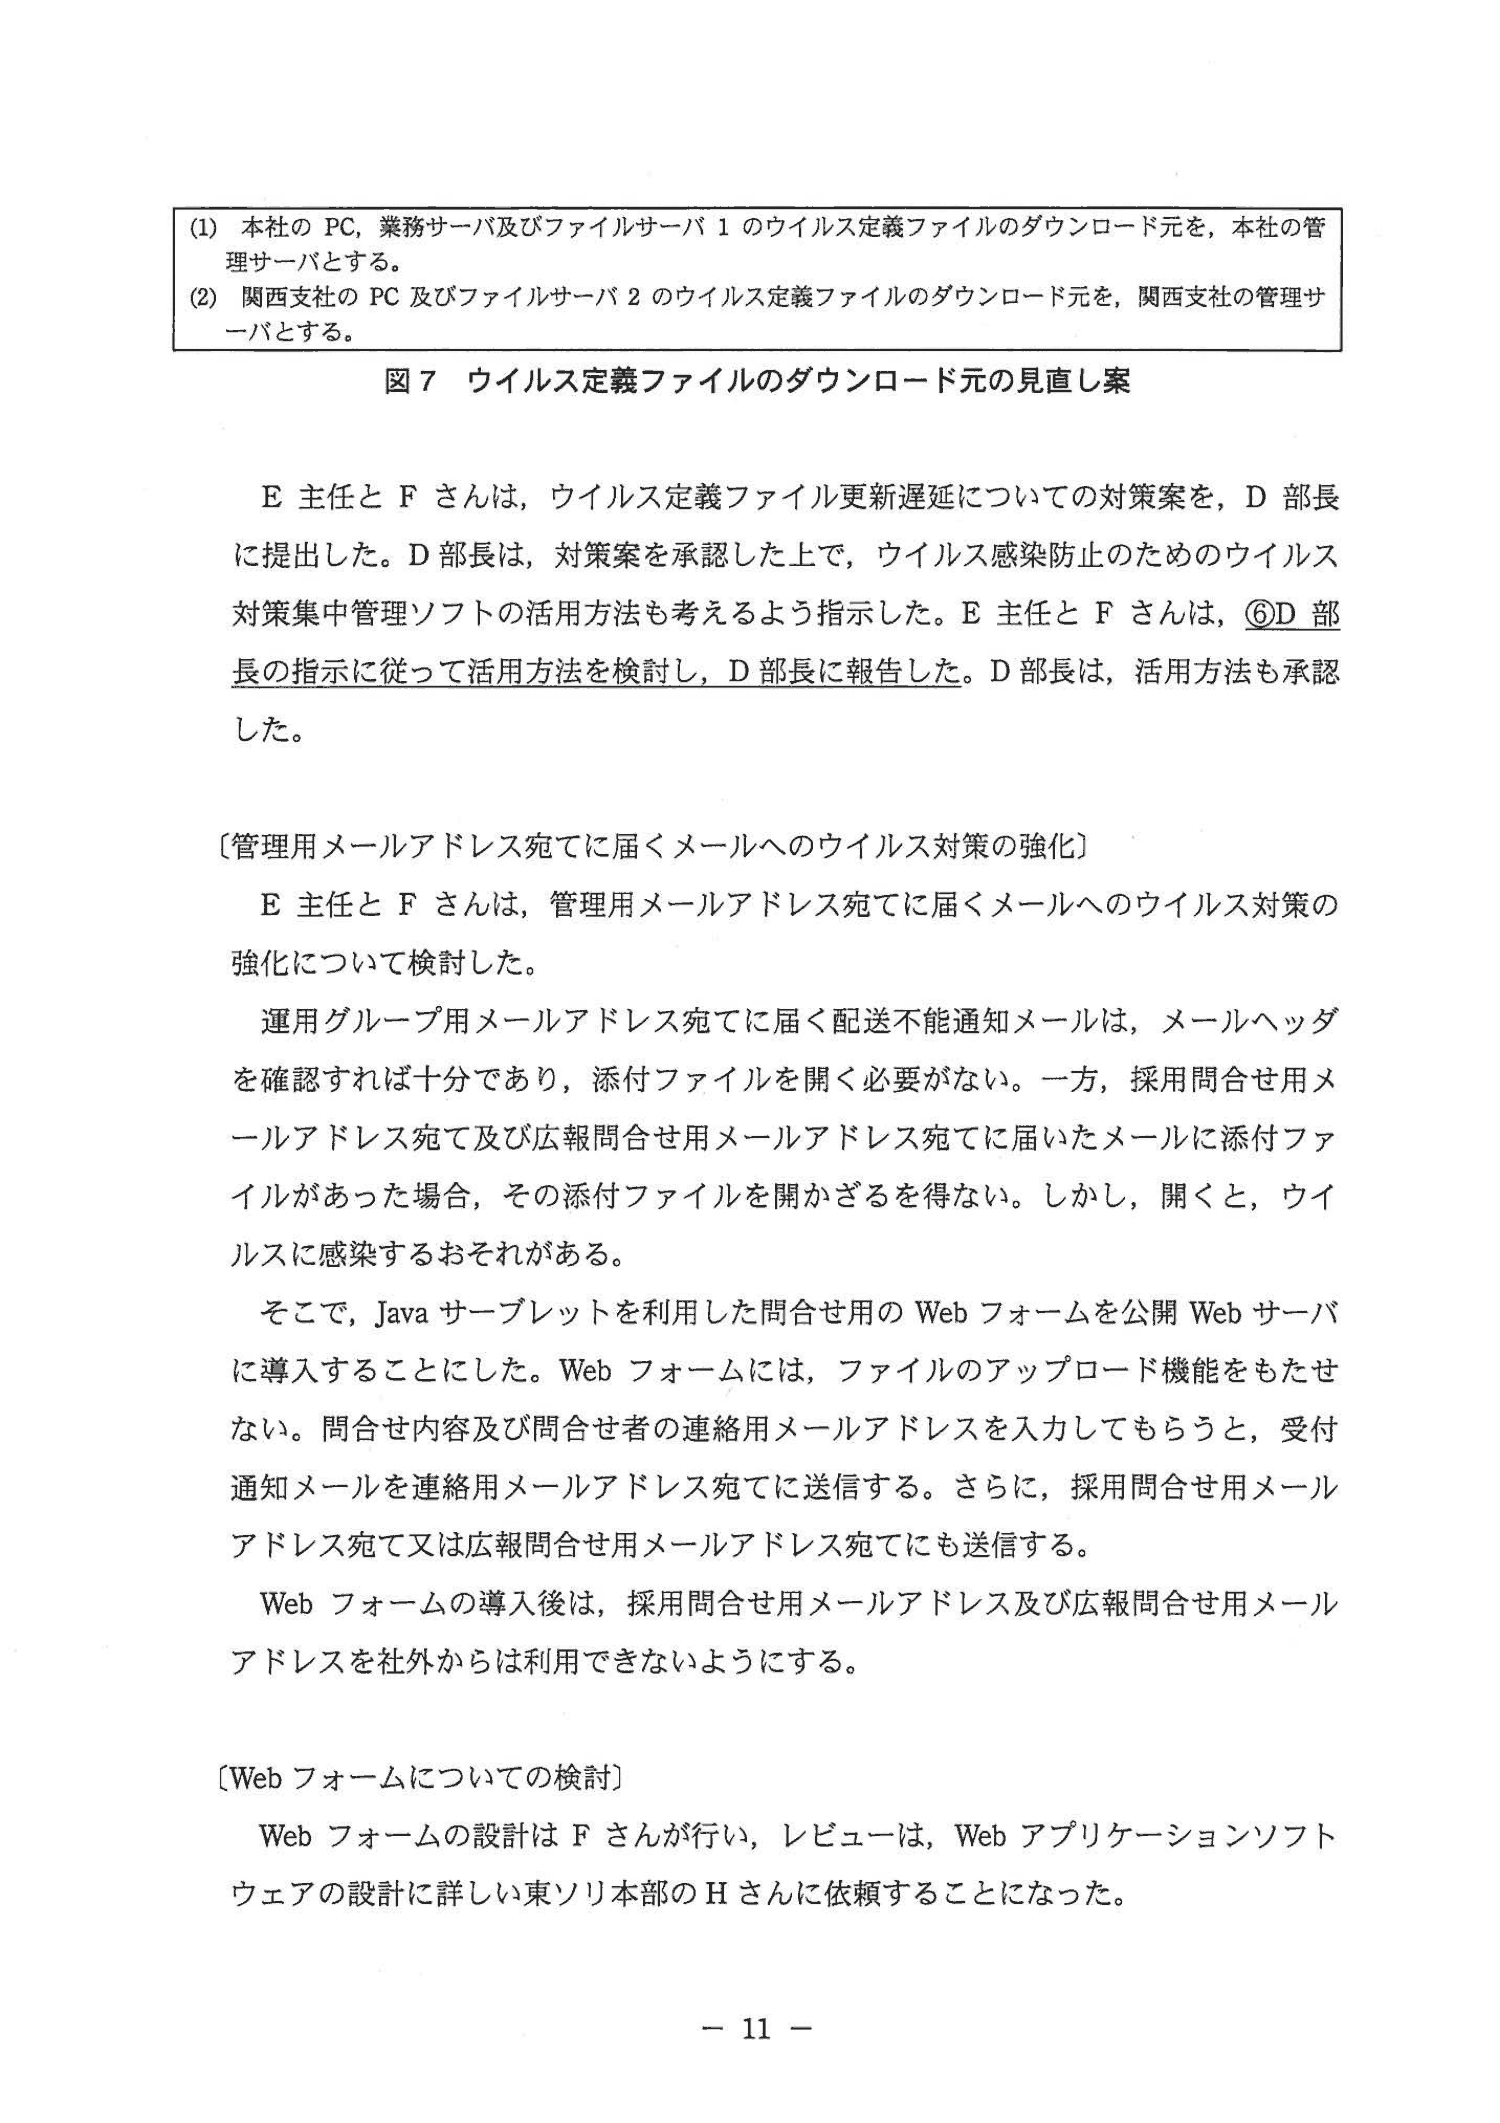 (1) 本社の PC，業務サーバ及びファイルサーバ 1 のウイルス定義ファイルのダウンロード元を，本社の管
理サーバとする。
(2) 関西支社の PC 及びファイルサーバ 2 のウイルス定義ファイルのダウンロード元を，関西支社の管理サ
ーバとする。
図7　ウイルス定義ファイルのダウンロード元の見直し案
E 主任と F さんは，ウイルス定義ファイル更新遅延についての対策案を，D 部長
に提出した。D 部長は，対策案を承認した上で，ウイルス感染防止のためのウイルス
対策集中管理ソフトの活用方法も考えるよう指示した。E 主任と F さんは，⑥D 部
長の指示に従って活用方法を検討し，D 部長に報告した。D 部長は，活用方法も承認
した。
〔管理用メールアドレス宛てに届くメールへのウイルス対策の強化〕
E 主任と F さんは，管理用メールアドレス宛てに届くメールへのウイルス対策の
強化について検討した。
運用グループ用メールアドレス宛てに届く配送不能通知メールは，メールヘッダ
を確認すれば十分であり，添付ファイルを開く必要がない。一方，採用問合せ用メ
ールアドレス宛て及び広報問合せ用メールアドレス宛てに届いたメールに添付ファ
イルがあった場合，その添付ファイルを開かざるを得ない。しかし，開くと，ウイ
ルスに感染するおそれがある。
そこで，Java サーブレットを利用した問合せ用の Web フォームを公開 Web サーバ
に導入することにした。Web フォームには，ファイルのアップロード機能をもたせ
ない。問合せ内容及び問合せ者の連絡用メールアドレスを入力してもらうと，受付
通知メールを連絡用メールアドレス宛てに送信する。さらに，採用問合せ用メール
アドレス宛て又は広報問合せ用メールアドレス宛てにも送信する。
Web フォームの導入後は，採用問合せ用メールアドレス及び広報問合せ用メール
アドレスを社外からは利用できないようにする。
〔Web フォームについての検討〕
Web フォームの設計は F さんが行い，レビューは，Web アプリケーションソフト
ウェアの設計に詳しい東ソリ本部の H さんに依頼することになった。
－ 11 －